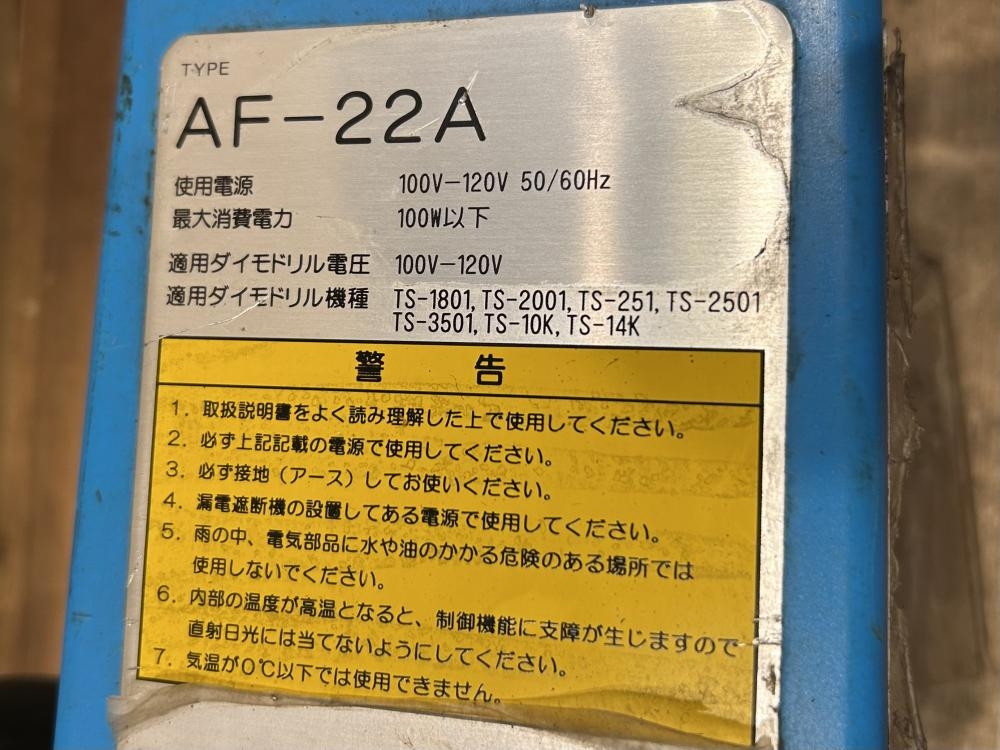 TYPE
AF-22A
使用電源 100V-120V 50/60Hz
最大消費電力 100W以下
適用ダイモドリル電圧 100V-120V
適用ダイモドリル機種 TS-1801, TS-2001, TS-251, TS-2501
TS-3501, TS-10K, TS-14K
警告
1. 取扱説明書をよく読み理解した上で使用してください。
2. 必ず上記記載の電源で使用してください。
3. 必ず接地(アース)してお使いください。
4. 漏電遮断機の設置してある電源で使用してください。
5. 雨の中、電気部品に水や油のかかる危険のある場所では
使用しないでください。
6. 内部の温度が高温となると、制御機能に支障が生じますので
直射日光には当てないようにしてください。
7. 気温が0℃以下では使用できません。